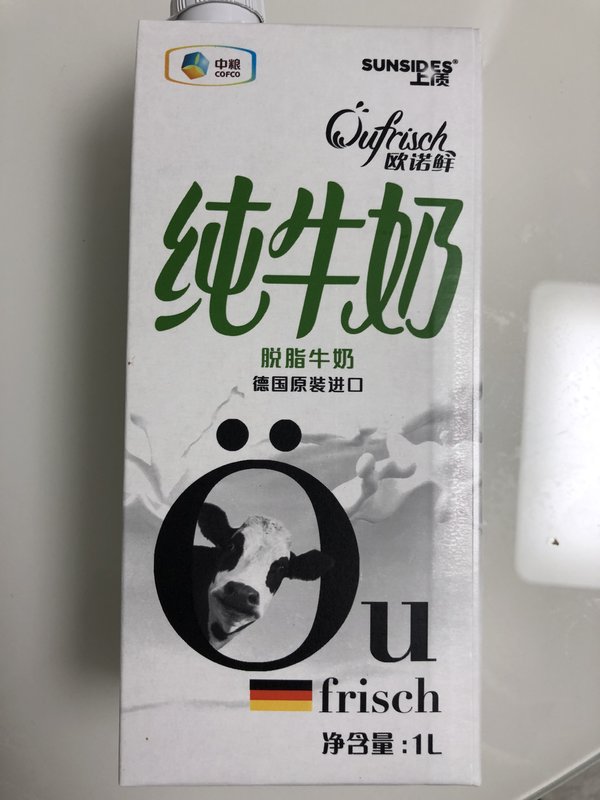 中粮
COFCO
SUNSIDES®
上质
Öufrisch
欧诺鲜
纯牛奶
脱脂牛奶
德国原装进口
Öu
frisch
净含量:1L